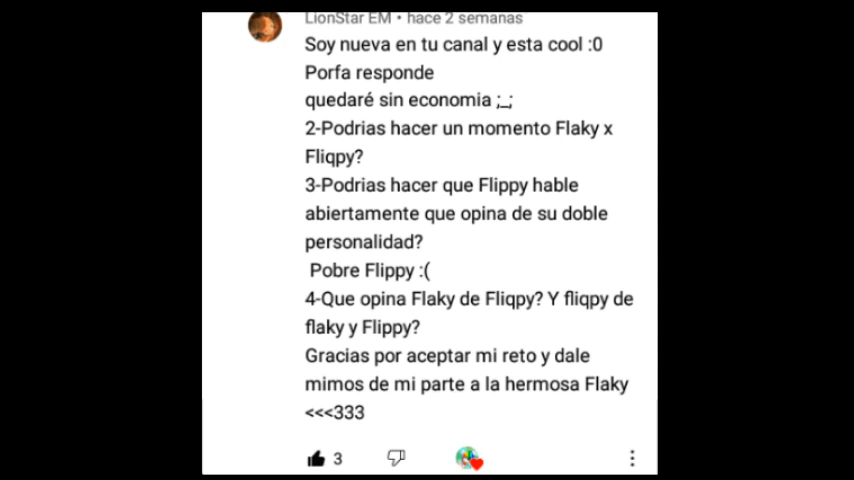 LionStar EM • hace 2 semanas
Soy nueva en tu canal y esta cool :0
Porfa responde
quedaré sin economia ;_;
2-Podrias hacer un momento Flaky x
Fliqpy?
3-Podrias hacer que Flippy hable
abiertamente que opina de su doble
personalidad?
Pobre Flippy :(
4-Que opina Flaky de Fliqpy? Y fliqpy de
flaky y Flippy?
Gracias por aceptar mi reto y dale
mimos de mi parte a la hermosa Flaky
<<<333
3